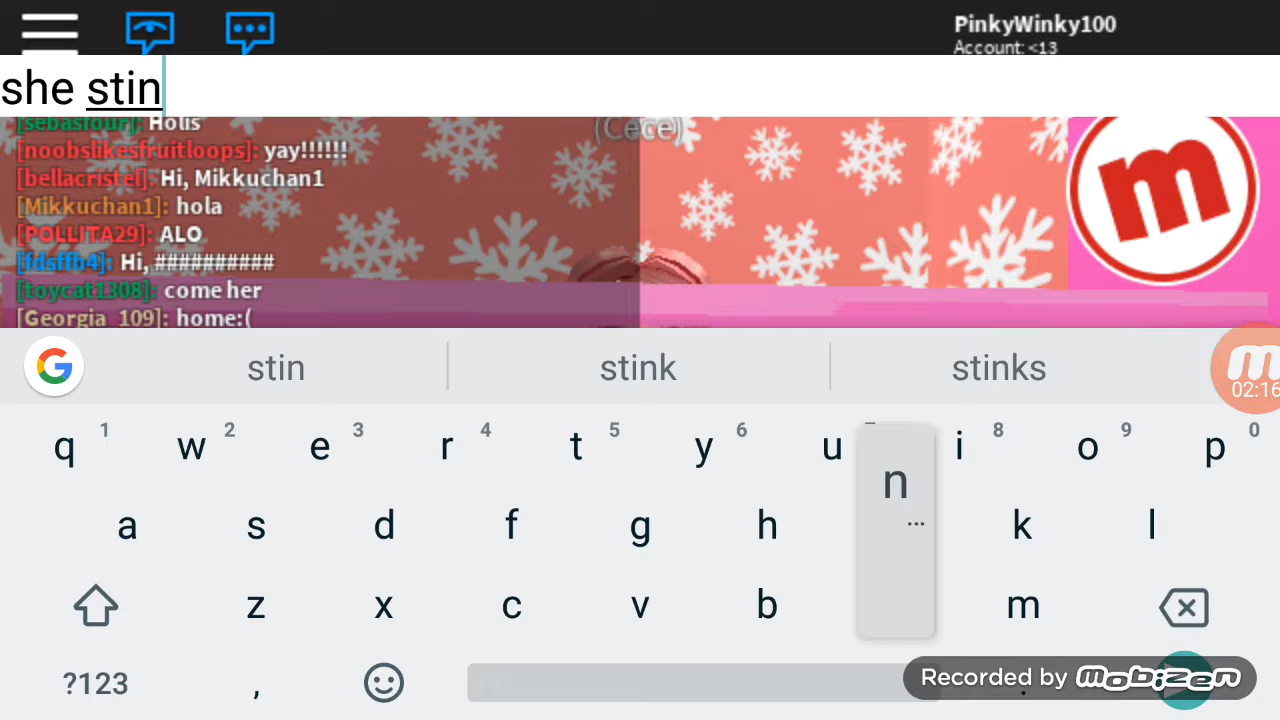 PinkyWinky100
Account: <13
she stin
(Cece)
[sebasfour]: Holis
[noobslikesfruitloops]: yay!!!!!!
[bellacristel]: Hi, Mikkuchan1
[Mikkuchan1]: hola
[POLLITA29]: ALO
[fdsffb4]: Hi, ##########
[toycat1308]: come her
[Georgia_109]: home:(
m
G stin stink stinks
02:16
1 2 3 4 5 6 8 9 0
q w e r t y u i o p
n
...
a s d f g h k l
z x c v b m
?123 , .
Recorded by mobizen